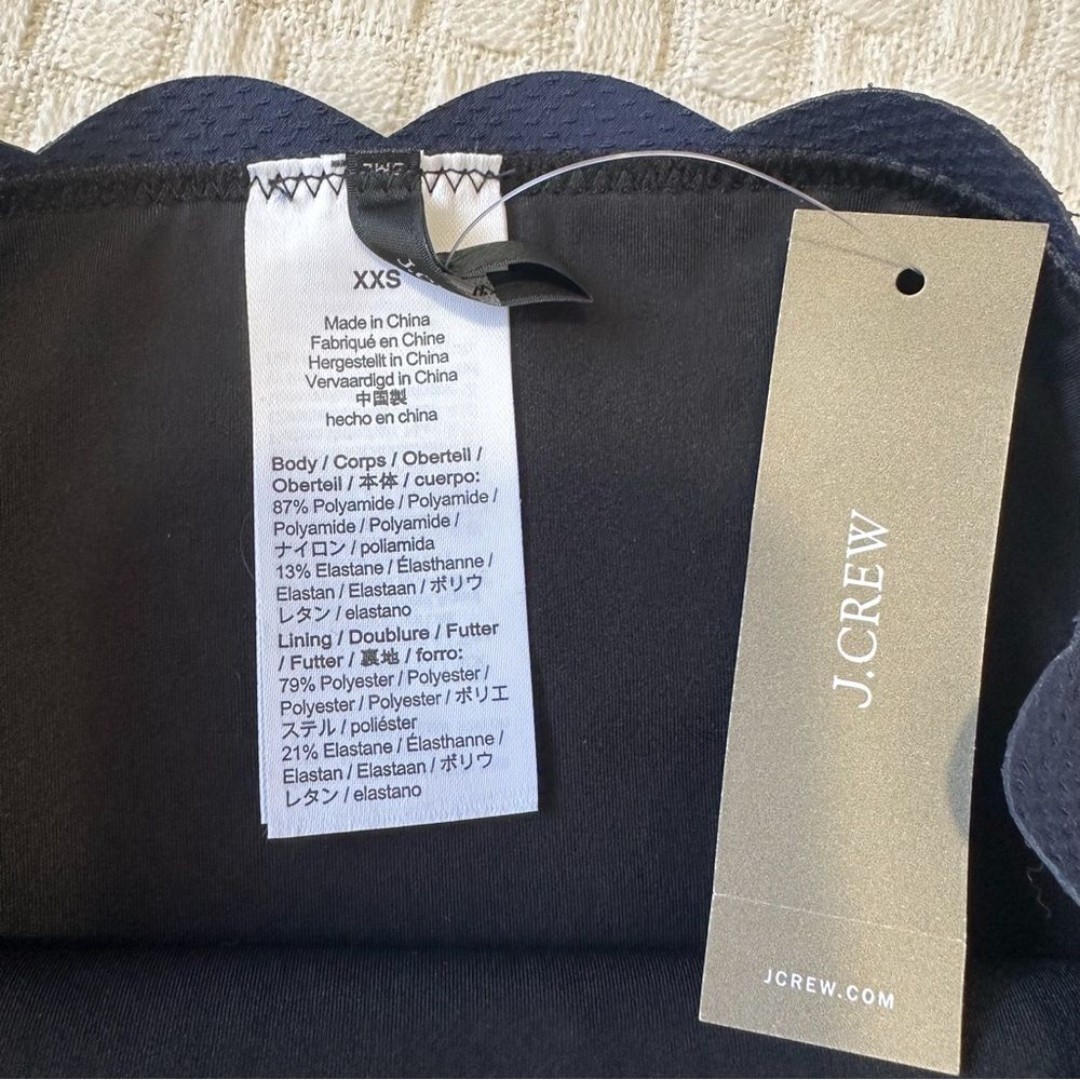 XXS
Made in China
Fabriqué en Chine
Hergestellt in China
Vervaardigd in China
中国製
hecho en china
Body / Corps / Oberteil /
Oberteil / 本体 / cuerpo:
87% Polyamide / Polyamide /
Polyamide / Polyamide /
ナイロン / poliamida
13% Elastane / Élasthanne /
Elastan / Elastaan / ポリウ
レタン / elastano
Lining / Doublure / Futter
/ Futter / 裏地 / forro:
79% Polyester / Polyester /
Polyester / Polyester / ポリエ
ステル / poliéster
21% Elastane / Élasthanne /
Elastan / Elastaan / ポリウ
レタン / elastano
J.CREW
JCREW.COM